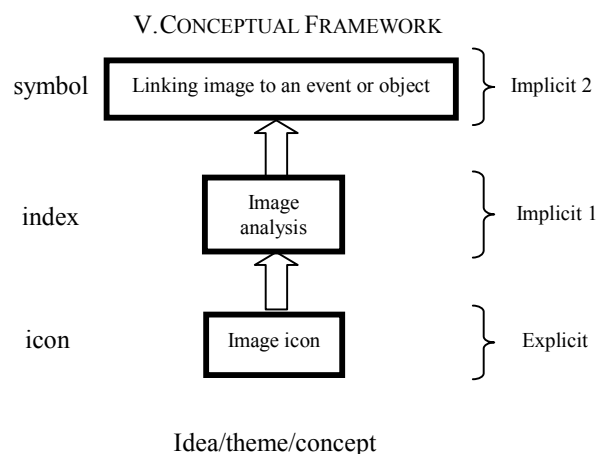 V. CONCEPTUAL FRAMEWORK
symbol
Linking image to an event or object
Implicit 2
index
Image
analysis
Implicit 1
icon
Image icon
Explicit
Idea/theme/concept